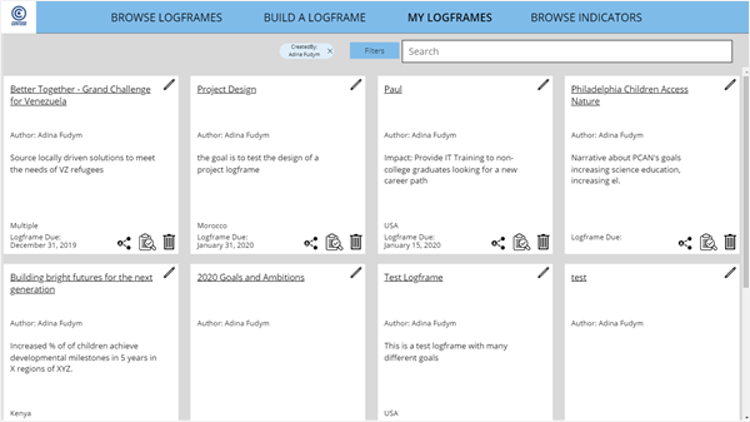 BROWSE LOGFRAMES
BUILD A LOGFRAME
MY LOGFRAMES
BROWSE INDICATORS
CreatedBy:
Adina Fudym
Filters
Search
Better Together - Grand Challenge
for Venezuela
Author: Adina Fudym
Source locally driven solutions to meet
the needs of VZ refugees
Multiple
Logframe Due:
December 31, 2019
Project Design
Author: Adina Fudym
the goal is to test the design of a
project logframe
Morocco
Logframe Due:
January 31, 2020
Paul
Author: Adina Fudym
Impact: Provide IT Training to non-
college graduates looking for a new
career path
USA
Logframe Due:
January 15, 2020
Philadelphia Children Access
Nature
Author: Adina Fudym
Narrative about PCAN's goals
increasing science education,
increasing el.
Logframe Due:
Building bright futures for the next
generation
Author: Adina Fudym
Increased % of of children achieve
developmental milestones in 5 years in
X regions of XYZ.
Kenya
2020 Goals and Ambitions
Author: Adina Fudym
Test Logframe
Author: Adina Fudym
This is a test logframe with many
different goals
USA
test
Author: Adina Fudym